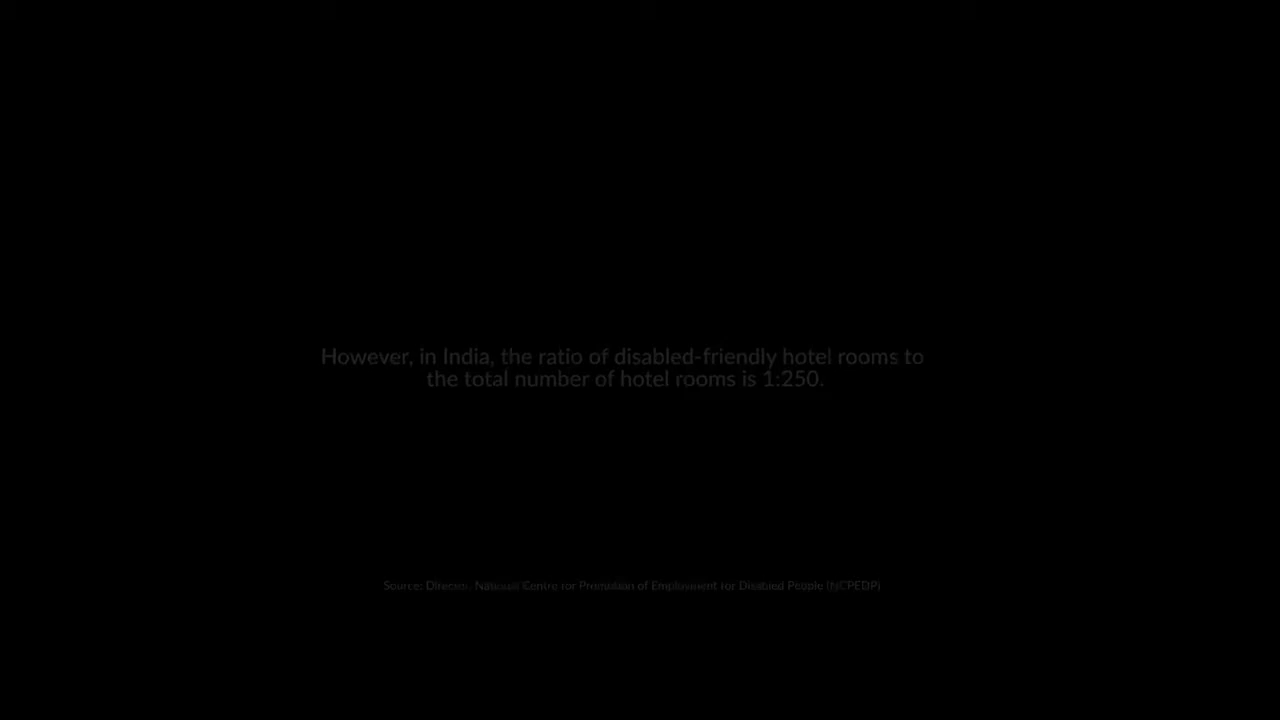 However, in India, the ratio of disabled-friendly hotel rooms to
the total number of hotel rooms is 1:250.
Source: Director, National Centre for Promotion of Employment for Disabled People (NCPEDP)